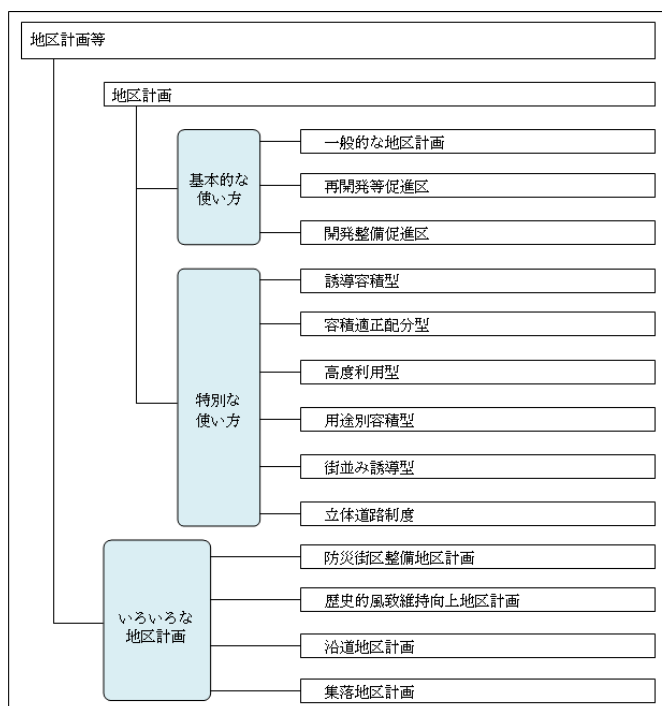 地区計画等
地区計画
基本的な
使い方
一般的な地区計画
再開発等促進区
開発整備促進区
特別な
使い方
誘導容積型
容積適正配分型
高度利用型
用途別容積型
街並み誘導型
立体道路制度
いろいろな
地区計画
防災街区整備地区計画
歴史的風致維持向上地区計画
沿道地区計画
集落地区計画